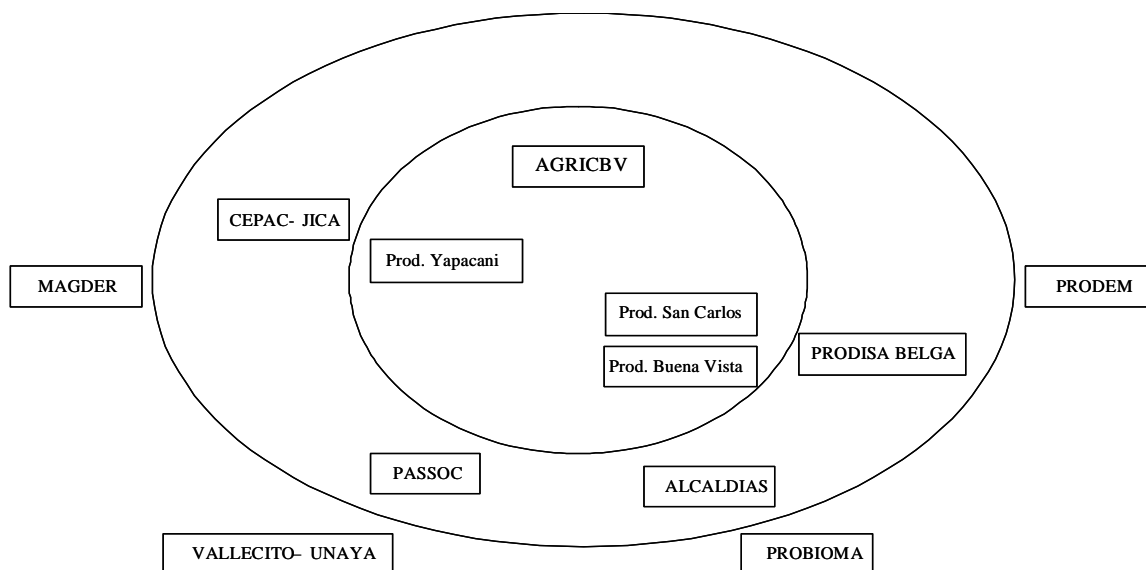 AGRICBV
CEPAC- JICA
Prod. Yapacani
MAGDER
PRODEM
Prod. San Carlos
PRODISA BELGA
Prod. Buena Vista
PASSOC
ALCALDIAS
VALLECITO– UNAYA
PROBIOMA